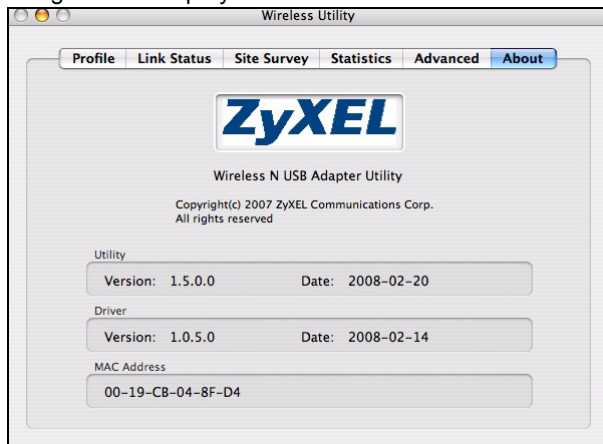 Wireless Utility
Profile Link Status Site Survey Statistics Advanced About
ZyXEL
Wireless N USB Adapter Utility
Copyright(c) 2007 ZyXEL Communications Corp.
All rights reserved
Utility
Version: 1.5.0.0 Date: 2008-02-20
Driver
Version: 1.0.5.0 Date: 2008-02-14
MAC Address
00-19-CB-04-8F-D4